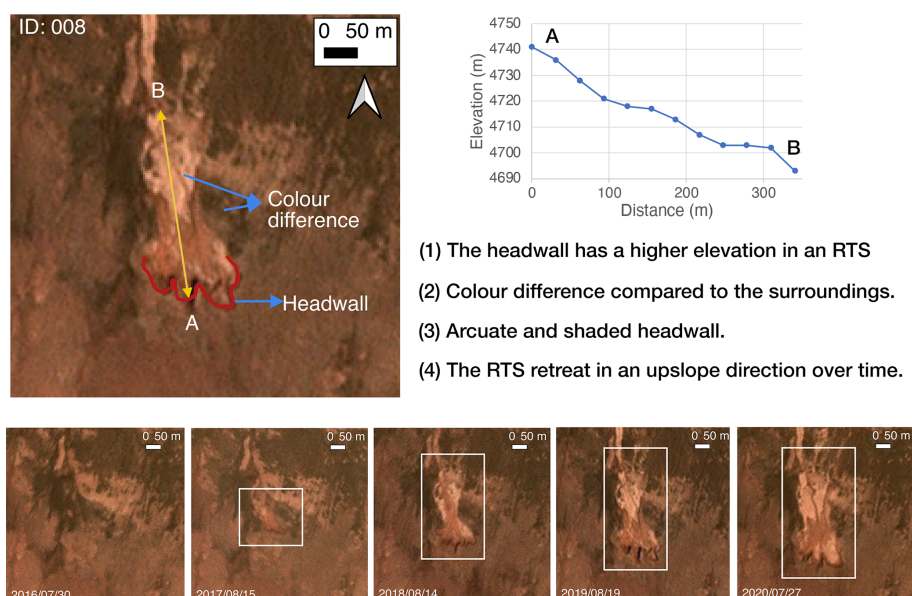 ID: 008
0 50 m
B
Colour
difference
Headwall
A
4750
4740
4730
4720
4710
4700
4690
Elevation (m)
A
B
0 100 200 300
Distance (m)
(1) The headwall has a higher elevation in an RTS
(2) Colour difference compared to the surroundings.
(3) Arcuate and shaded headwall.
(4) The RTS retreat in an upslope direction over time.
0 50 m
0 50 m
0 50 m
0 50 m
0 50 m
2016/07/30
2017/08/15
2018/08/14
2019/08/19
2020/07/27